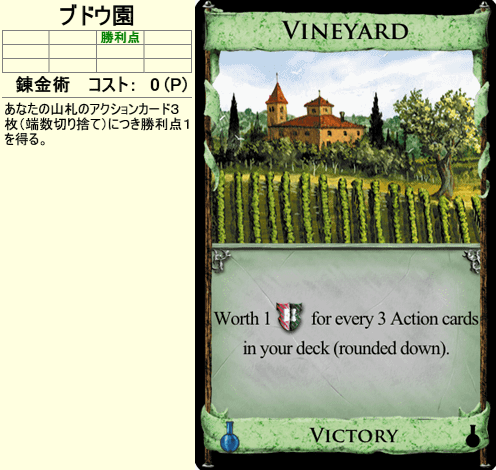 ブドウ園
勝利点
錬金術 コスト: 0(P)
あなたの山札のアクションカード3
枚(端数切り捨て)につき勝利点1
を得る。
VINEYARD
Worth 1 for every 3 Action cards
in your deck (rounded down).
VICTORY